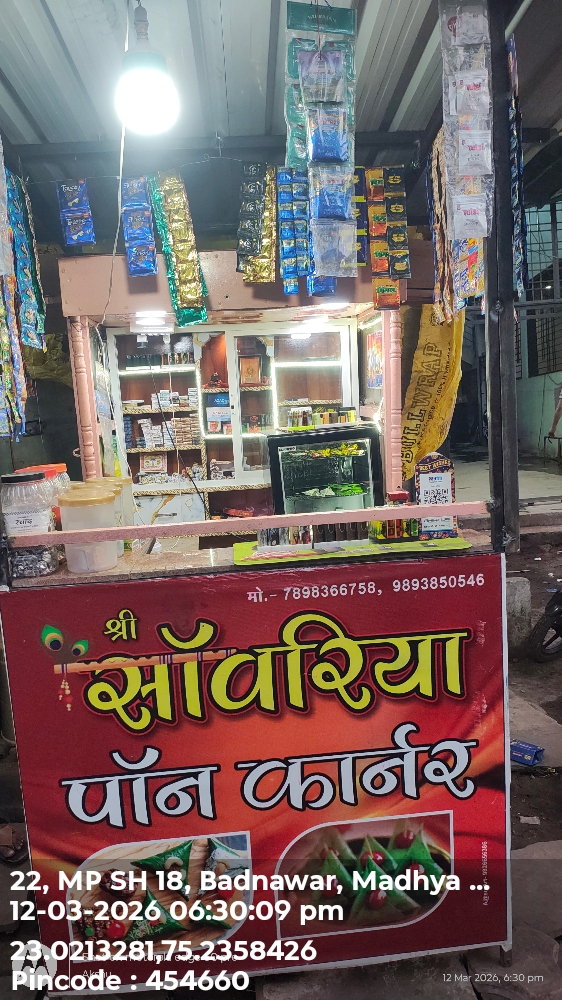 BULLWRAP
मो.- 7898366758, 9893850546
श्री
सॉवरिया
पॉन कार्नर
22, MP SH 18, Badnawar, Madhya ...
12-03-2026 06:30:09 pm
23.0213281 75.2358426
Pincode : 454660
12 Mar 2026, 6:30 pm